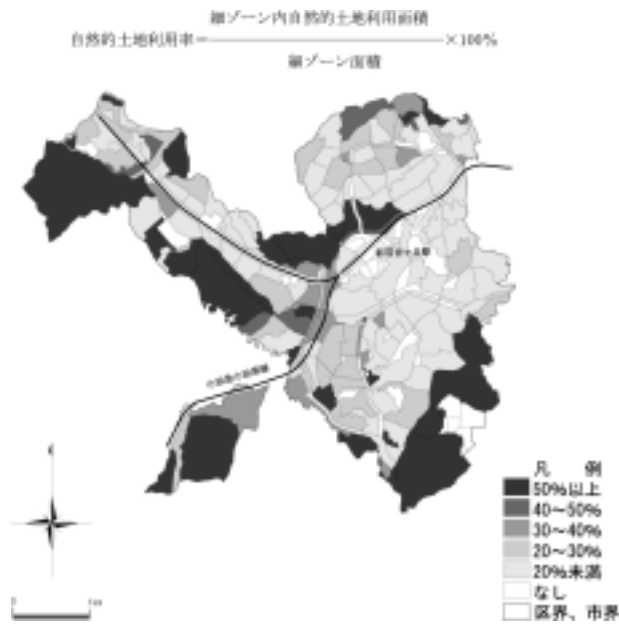 細ゾーン内自然的土地利用面積
自然的土地利用率＝――――――――――×100％
細ゾーン面積
凡 例
50％以上
40〜50％
30〜40％
20〜30％
20％未満
なし
区界、市界